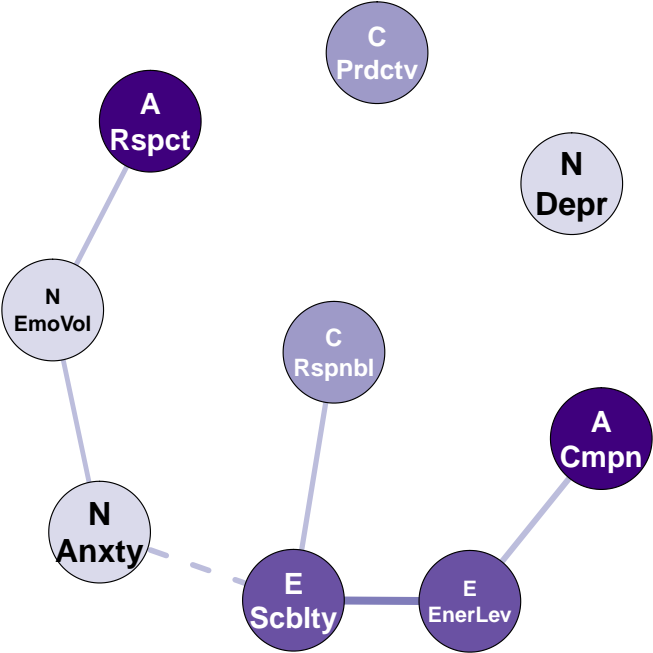 C
Prdctv
A
Rspct
N
Depr
N
EmoVol
C
Rspnbl
A
Cmpn
N
Anxty
E
Scblty
E
EnerLev